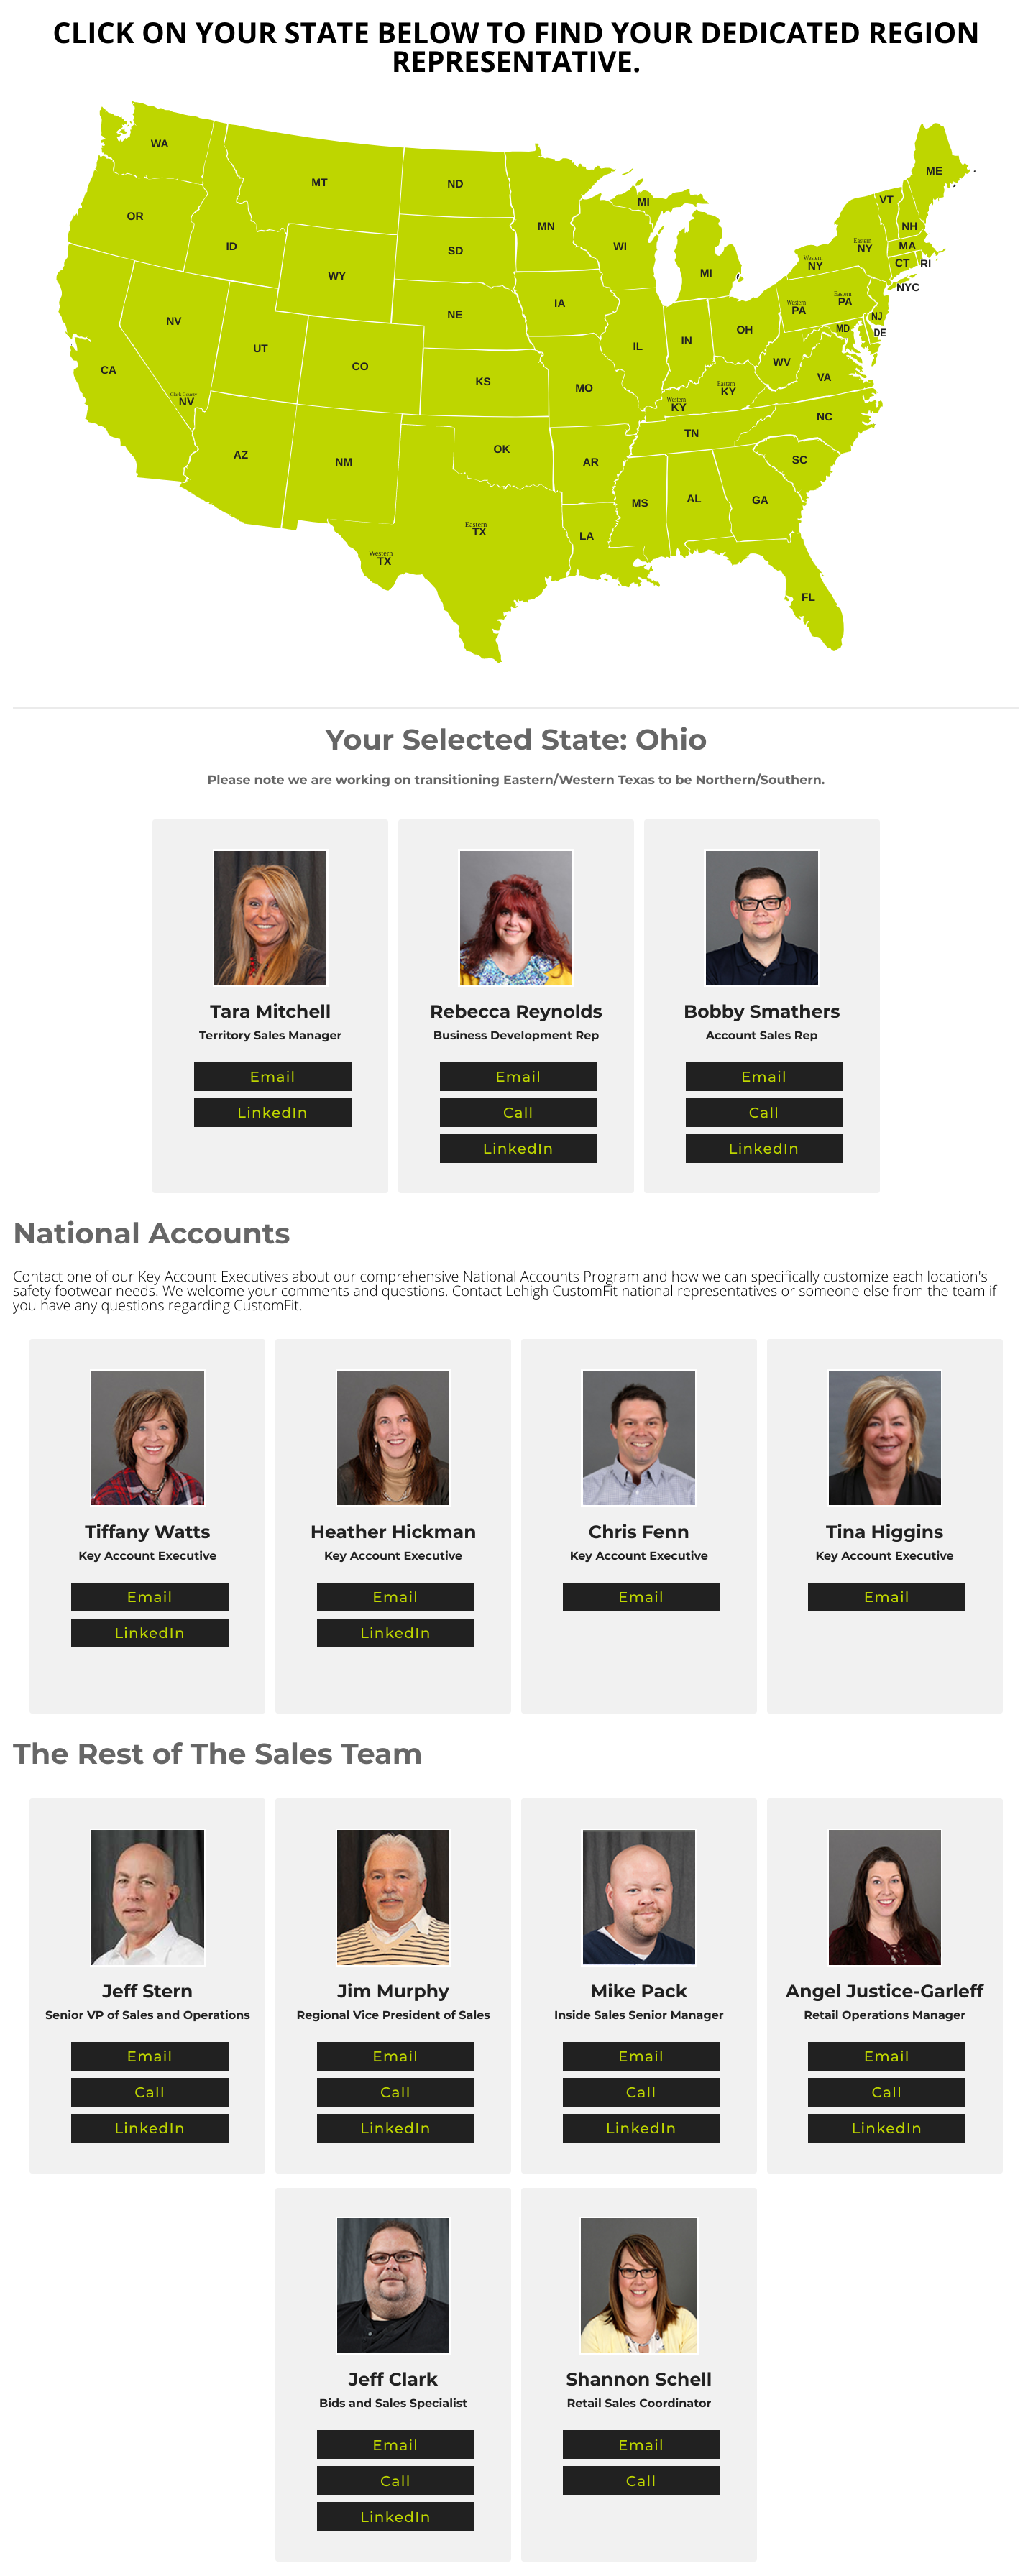 CLICK ON YOUR STATE BELOW TO FIND YOUR DEDICATED REGION
REPRESENTATIVE.
WA
MT
ND
MN
MI
ME
VT
NH
OR
ID
SD
WI
Eastern
NY
MA
WY
MI
Western
NY
CT
RI
NYC
NV
NE
IA
Western
PA
Eastern
PA
NJ
MD
DE
CA
UT
CO
KS
MO
IL
IN
OH
WV
VA
Clark County
NV
Eastern
KY
Western
KY
NC
AZ
NM
OK
AR
TN
SC
Eastern
TX
MS
AL
GA
Western
TX
LA
FL
Your Selected State: Ohio
Please note we are working on transitioning Eastern/Western Texas to be Northern/Southern.
Tara Mitchell
Territory Sales Manager
Email
LinkedIn
Rebecca Reynolds
Business Development Rep
Email
Call
LinkedIn
Bobby Smathers
Account Sales Rep
Email
Call
LinkedIn
National Accounts
Contact one of our Key Account Executives about our comprehensive National Accounts Program and how we can specifically customize each location's
safety footwear needs. We welcome your comments and questions. Contact Lehigh CustomFit national representatives or someone else from the team if
you have any questions regarding CustomFit.
Tiffany Watts
Key Account Executive
Email
LinkedIn
Heather Hickman
Key Account Executive
Email
LinkedIn
Chris Fenn
Key Account Executive
Email
Tina Higgins
Key Account Executive
Email
The Rest of The Sales Team
Jeff Stern
Senior VP of Sales and Operations
Email
Call
LinkedIn
Jim Murphy
Regional Vice President of Sales
Email
Call
LinkedIn
Mike Pack
Inside Sales Senior Manager
Email
Call
LinkedIn
Angel Justice-Garleff
Retail Operations Manager
Email
Call
LinkedIn
Jeff Clark
Bids and Sales Specialist
Email
Call
LinkedIn
Shannon Schell
Retail Sales Coordinator
Email
Call